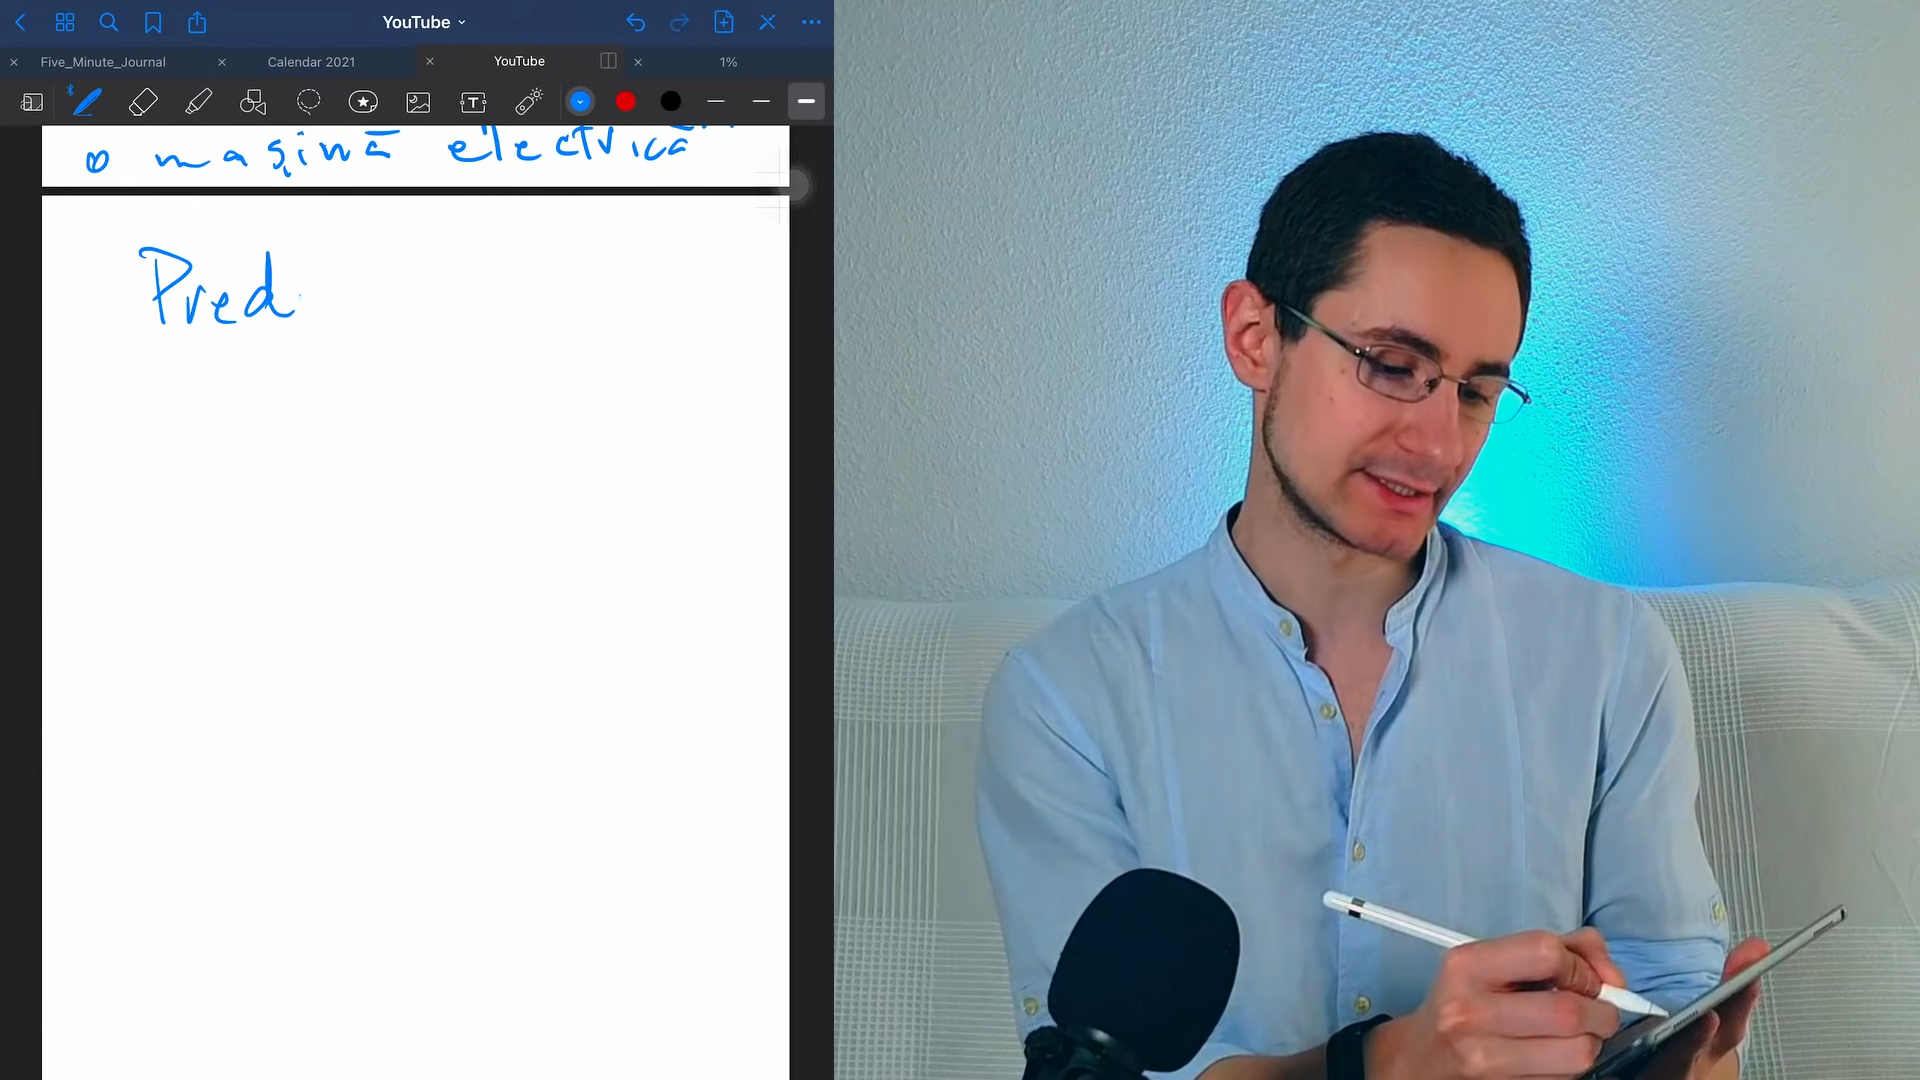 YouTube
Five_Minute_Journal
Calendar 2021
YouTube
1%
T
o mașină electrică
Pred